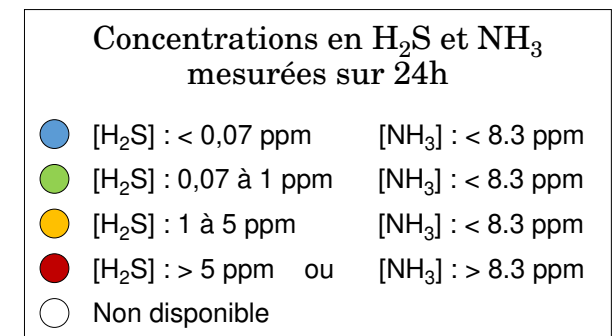 Concentrations en H₂S et NH₃
mesurées sur 24h
[H₂S] : < 0,07 ppm [NH₃] : < 8.3 ppm
[H₂S] : 0,07 à 1 ppm [NH₃] : < 8.3 ppm
[H₂S] : 1 à 5 ppm [NH₃] : < 8.3 ppm
[H₂S] : > 5 ppm ou [NH₃] : > 8.3 ppm
Non disponible